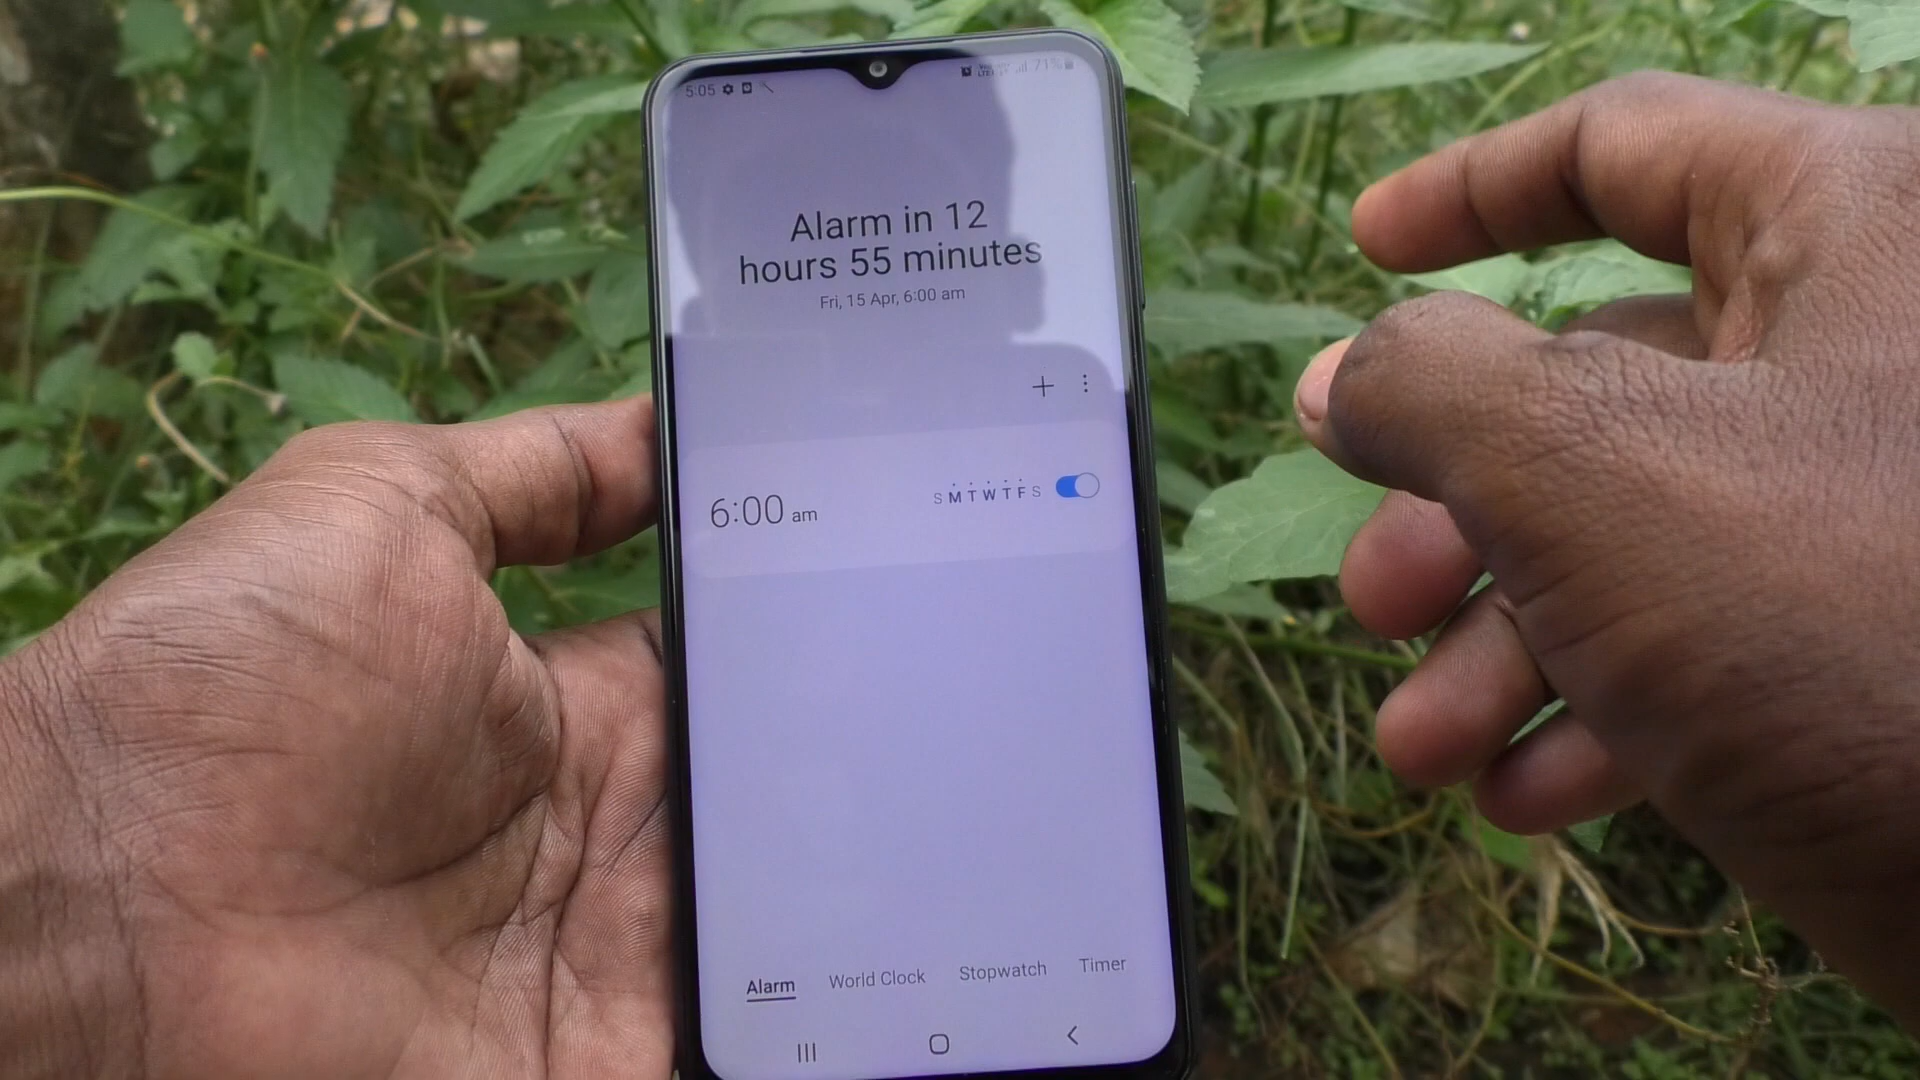 5:05
71%
Alarm in 12
hours 55 minutes
Fri, 15 Apr, 6:00 am
6:00 am
S M T W T F S
Alarm World Clock Stopwatch Timer